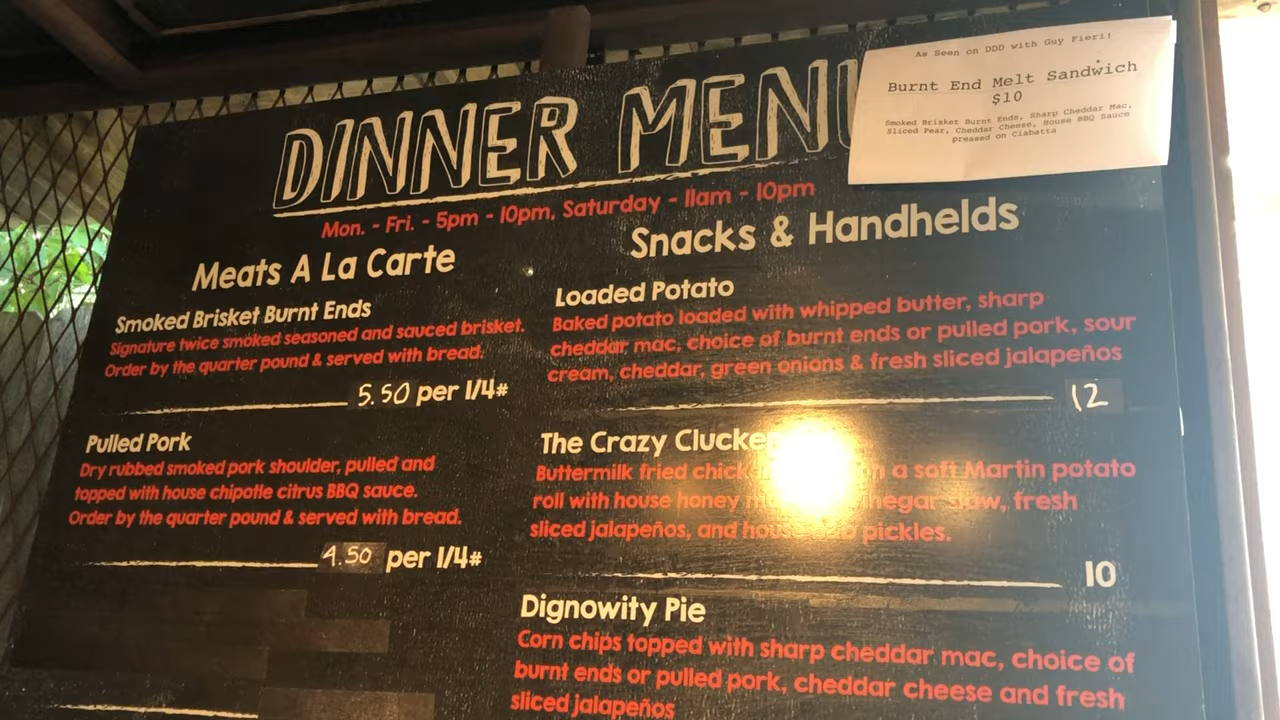 As Seen on DDD with Guy Fieri!
Burnt End Melt Sandwich
$10
Smoked Brisket Burnt Ends, Sharp Cheddar Mac,
Sliced Pear, Cheddar Cheese, House BBQ Sauce
pressed on Ciabatta
DINNER MENU
Mon. - Fri. - 5pm - 10pm, Saturday - 11am - 10pm
Meats A La Carte
Smoked Brisket Burnt Ends
Signature twice smoked seasoned and sauced brisket.
Order by the quarter pound & served with bread.
5.50 per 1/4#
Pulled Pork
Dry rubbed smoked pork shoulder, pulled and
topped with house chipotle citrus BBQ sauce.
Order by the quarter pound & served with bread.
4.50 per 1/4#
Snacks & Handhelds
Loaded Potato
Baked potato loaded with whipped butter, sharp
cheddar mac, choice of burnt ends or pulled pork, sour
cream, cheddar, green onions & fresh sliced jalapeños
12
The Crazy Clucker
Buttermilk fried a soft Martin potato
roll with house honey fresh
sliced jalapeños, and pickles.
10
Dignowity Pie
Corn chips topped with sharp cheddar mac, choice of
burnt ends or pulled pork, cheddar cheese and fresh
sliced jalapeños